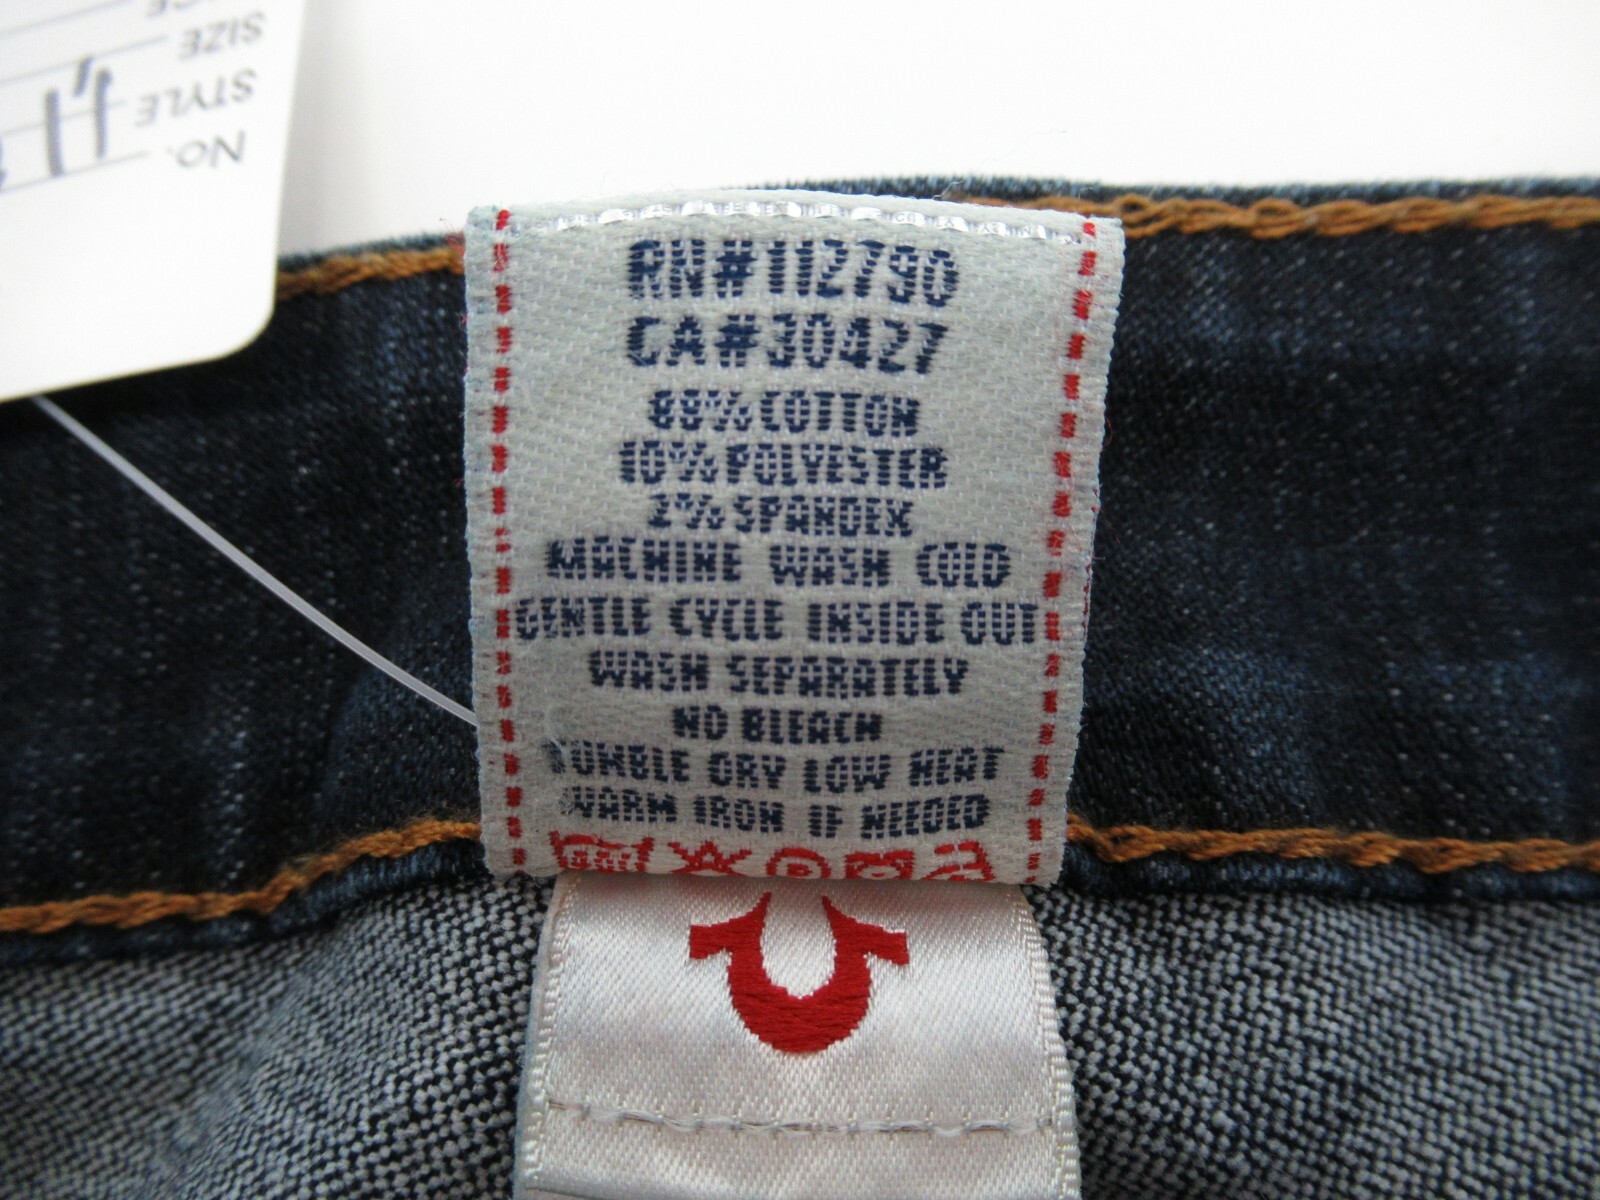 RN#112790
CA#30427
88% COTTON
10% POLYESTER
2% SPANDEX
MACHINE WASH COLD
GENTLE CYCLE INSIDE OUT
WASH SEPARATELY
NO BLEACH
TUMBLE DRY LOW HEAT
WARM IRON IF NEEDED
No.
STYLE
SIZE